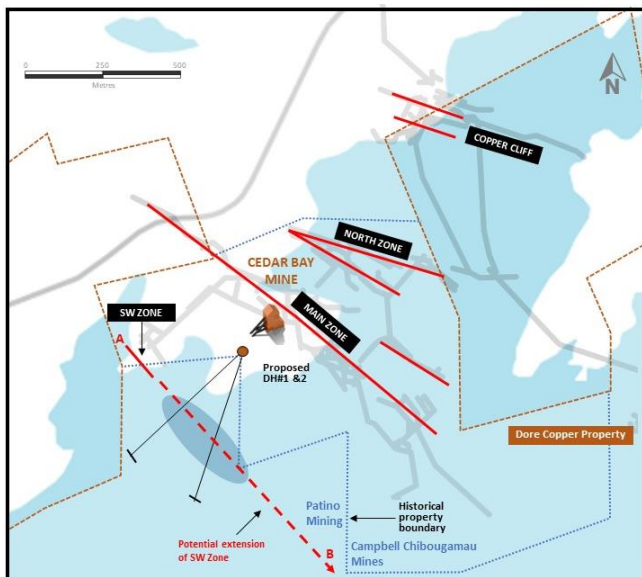 0 250 500
Metres
N
COPPER CLIFF
NORTH ZONE
CEDAR BAY
MINE
MAIN ZONE
SW ZONE
A
Proposed
DH#1 &2
Dore Copper Property
Patino
Mining
Historical
property
boundary
Potential extension
of SW Zone
B
Campbell Chibougamau
Mines